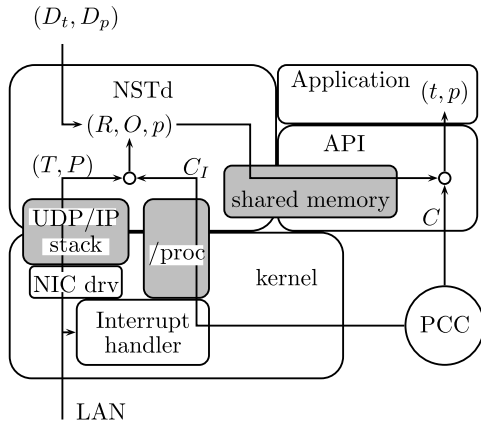 (D_t, D_p)
NSTd
Application
(t, p)
(R, O, p)
API
(T, P)
C_I
shared memory
UDP/IP
stack
C
/proc
kernel
NIC drv
Interrupt
handler
PCC
LAN